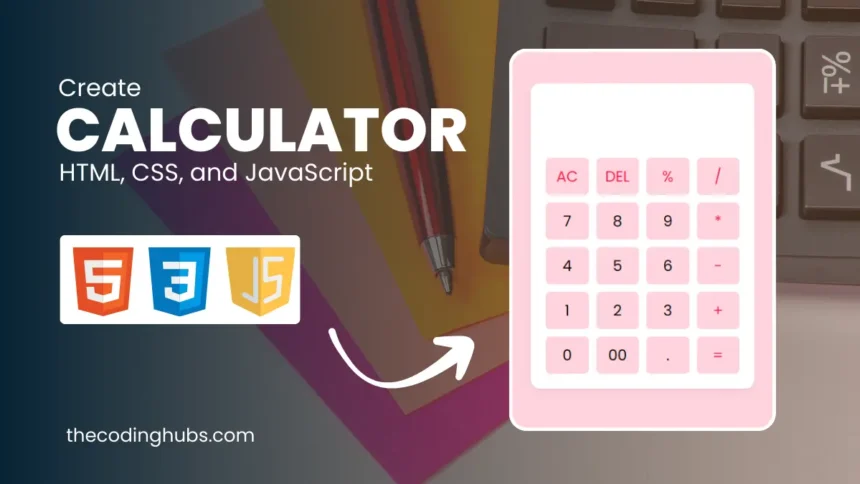 Create
CALCULATOR
HTML, CSS, and JavaScript
5 3 JS
thecodinghubs.com
AC DEL % /
7 8 9 *
4 5 6 -
1 2 3 +
0 00 . =
%
±
√